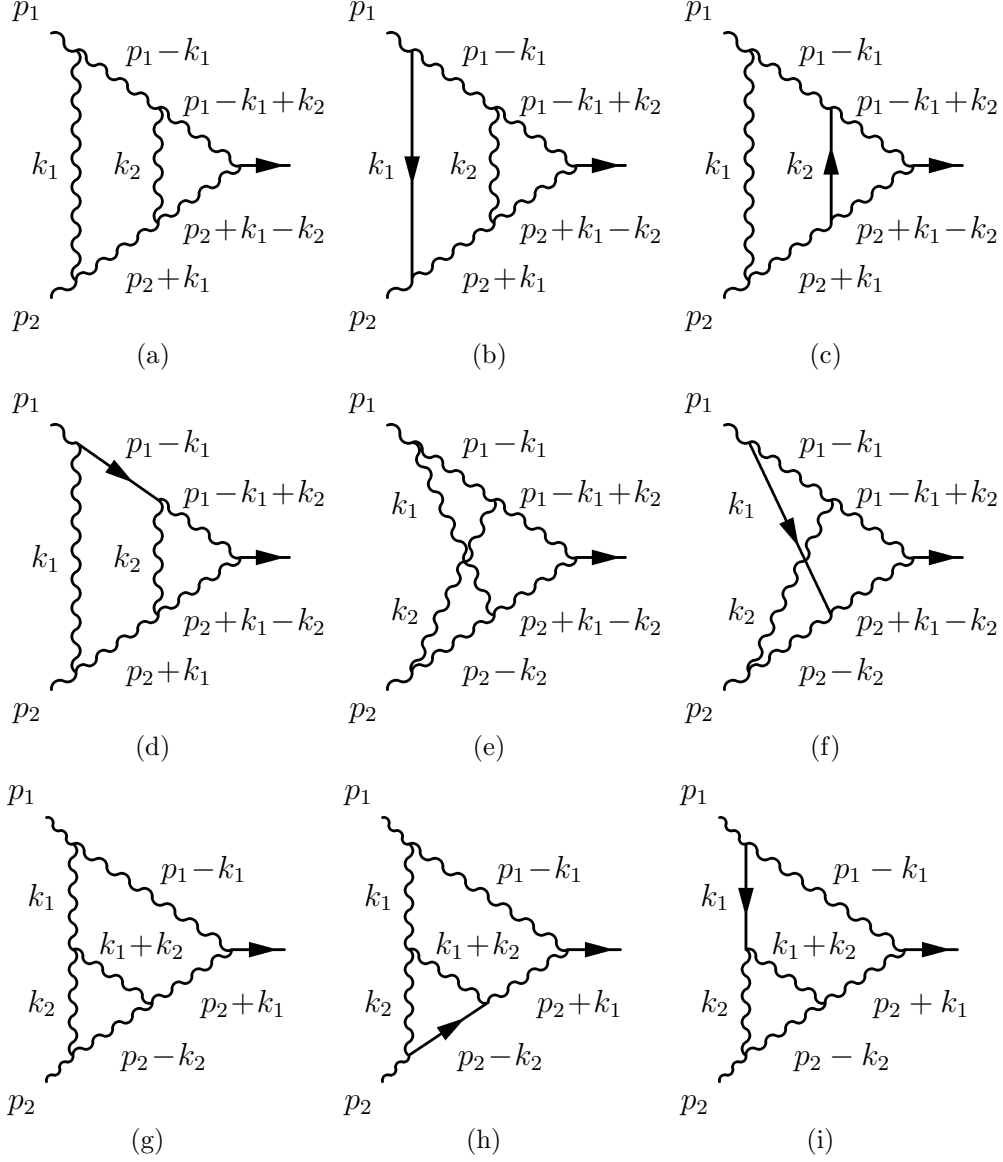 p₁ p₁ p₁
p₁−k₁ p₁−k₁ p₁−k₁
p₁−k₁+k₂ p₁−k₁+k₂ p₁−k₁+k₂
k₁ k₂ k₁ k₂ k₁ k₂
p₂+k₁−k₂ p₂+k₁−k₂ p₂+k₁−k₂
p₂+k₁ p₂+k₁ p₂+k₁
p₂ p₂ p₂
(a) (b) (c)
p₁ p₁ p₁
p₁−k₁ p₁−k₁ p₁−k₁
p₁−k₁+k₂ k₁ p₁−k₁+k₂ k₁ p₁−k₁+k₂
k₁ k₂
p₂+k₁−k₂ k₂ p₂+k₁−k₂ k₂ p₂+k₁−k₂
p₂+k₁ p₂−k₂ p₂−k₂
p₂ p₂ p₂
(d) (e) (f)
p₁ p₁ p₁
p₁−k₁ p₁−k₁ p₁ − k₁
k₁ k₁ k₁
k₁+k₂ k₁+k₂ k₁+k₂
k₂ p₂+k₁ k₂ p₂+k₁ k₂ p₂ + k₁
p₂−k₂ p₂−k₂ p₂ − k₂
p₂ p₂ p₂
(g) (h) (i)